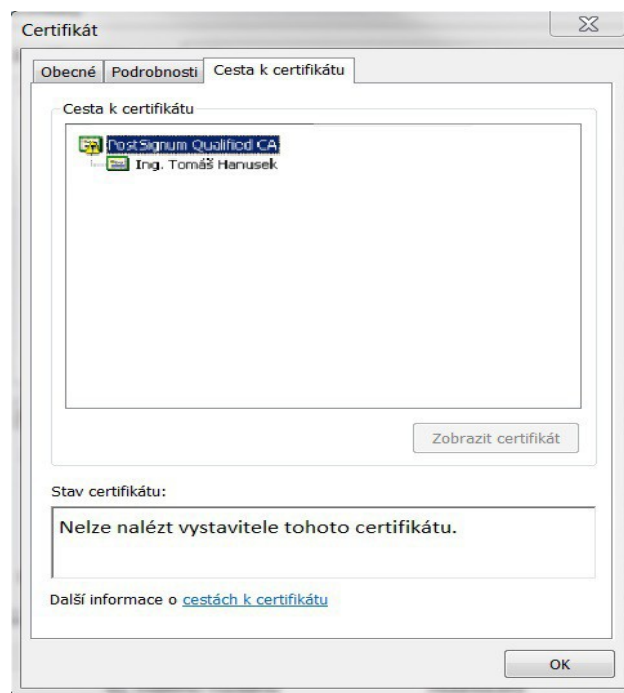 Certifikát
Obecné Podrobnosti Cesta k certifikátu
Cesta k certifikátu
PostSignum Qualified CA
Ing. Tomáš Hanusek
Zobrazit certifikát
Stav certifikátu:
Nelze nalézt vystavitele tohoto certifikátu.
Další informace o cestách k certifikátu
OK